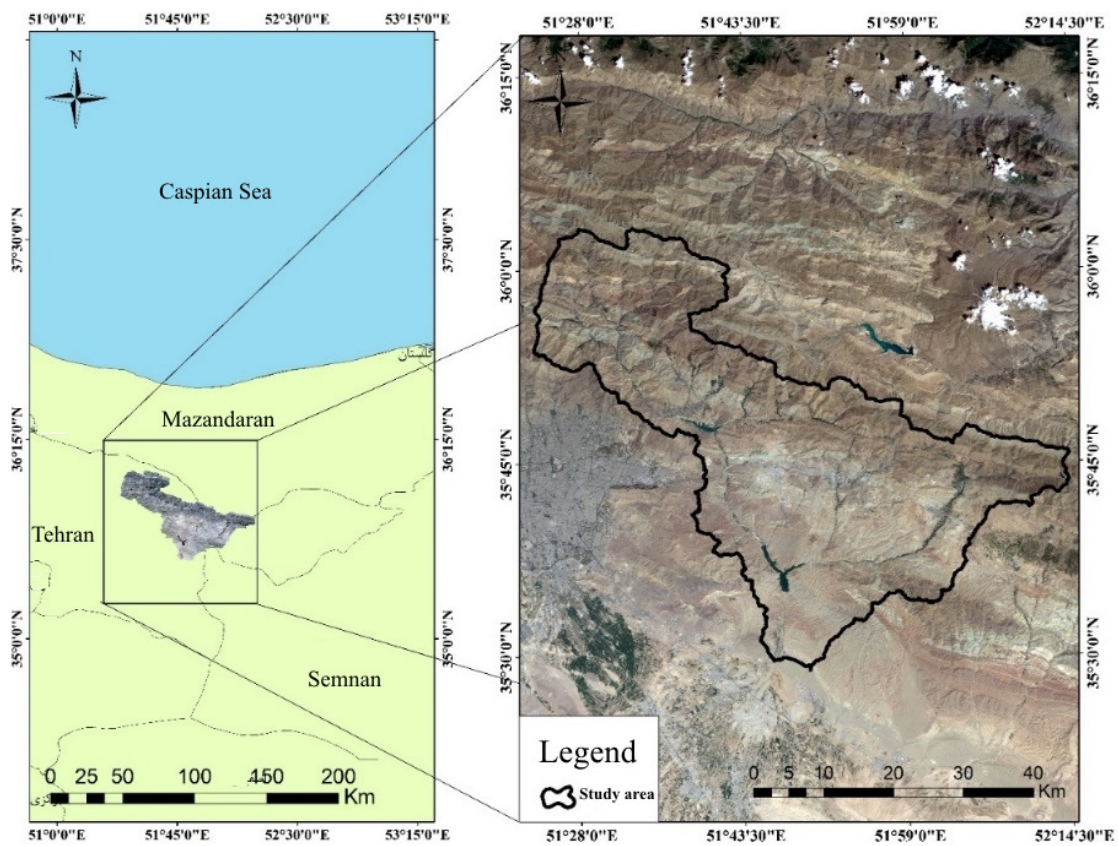 51°0'0"E 51°45'0"E 52°30'0"E 53°15'0"E
N
Caspian Sea
37°30'0"N
37°30'0"N
گلستان
Mazandaran
36°15'0"N
36°15'0"N
Tehran
35°0'0"N
35°0'0"N
Semnan
0 25 50 100 150 200
Km
مرکزی
51°0'0"E 51°45'0"E 52°30'0"E 53°15'0"E
51°28'0"E 51°43'30"E 51°59'0"E 52°14'30"E
36°15'0"N
36°15'0"N
36°0'0"N
36°0'0"N
35°45'0"N
35°45'0"N
35°30'0"N
35°30'0"N
Legend
Study area
0 5 10 20 30 40
Km
51°28'0"E 51°43'30"E 51°59'0"E 52°14'30"E